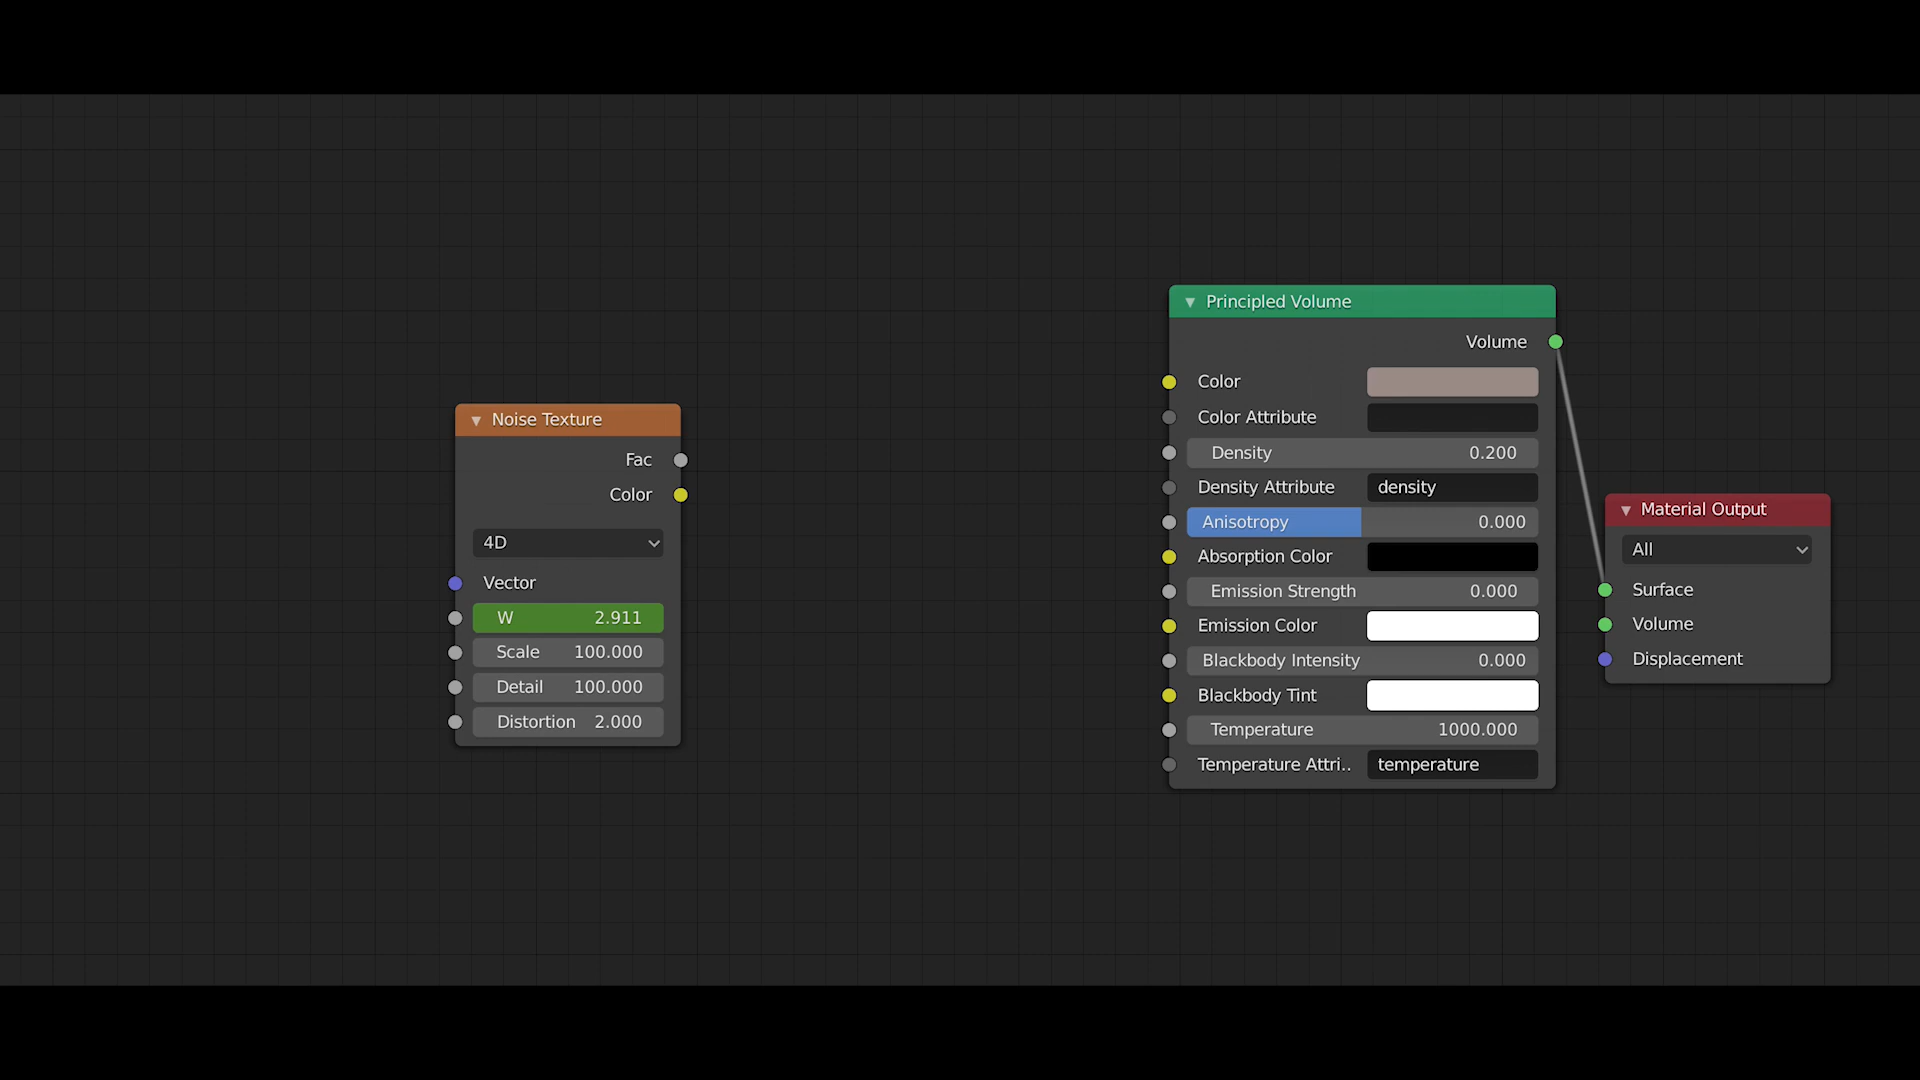 Noise Texture
Fac
Color
4D
Vector
W 2.911
Scale 100.000
Detail 100.000
Distortion 2.000
Principled Volume
Volume
Color
Color Attribute
Density 0.200
Density Attribute density
Anisotropy 0.000
Absorption Color
Emission Strength 0.000
Emission Color
Blackbody Intensity 0.000
Blackbody Tint
Temperature 1000.000
Temperature Attri.. temperature
Material Output
All
Surface
Volume
Displacement